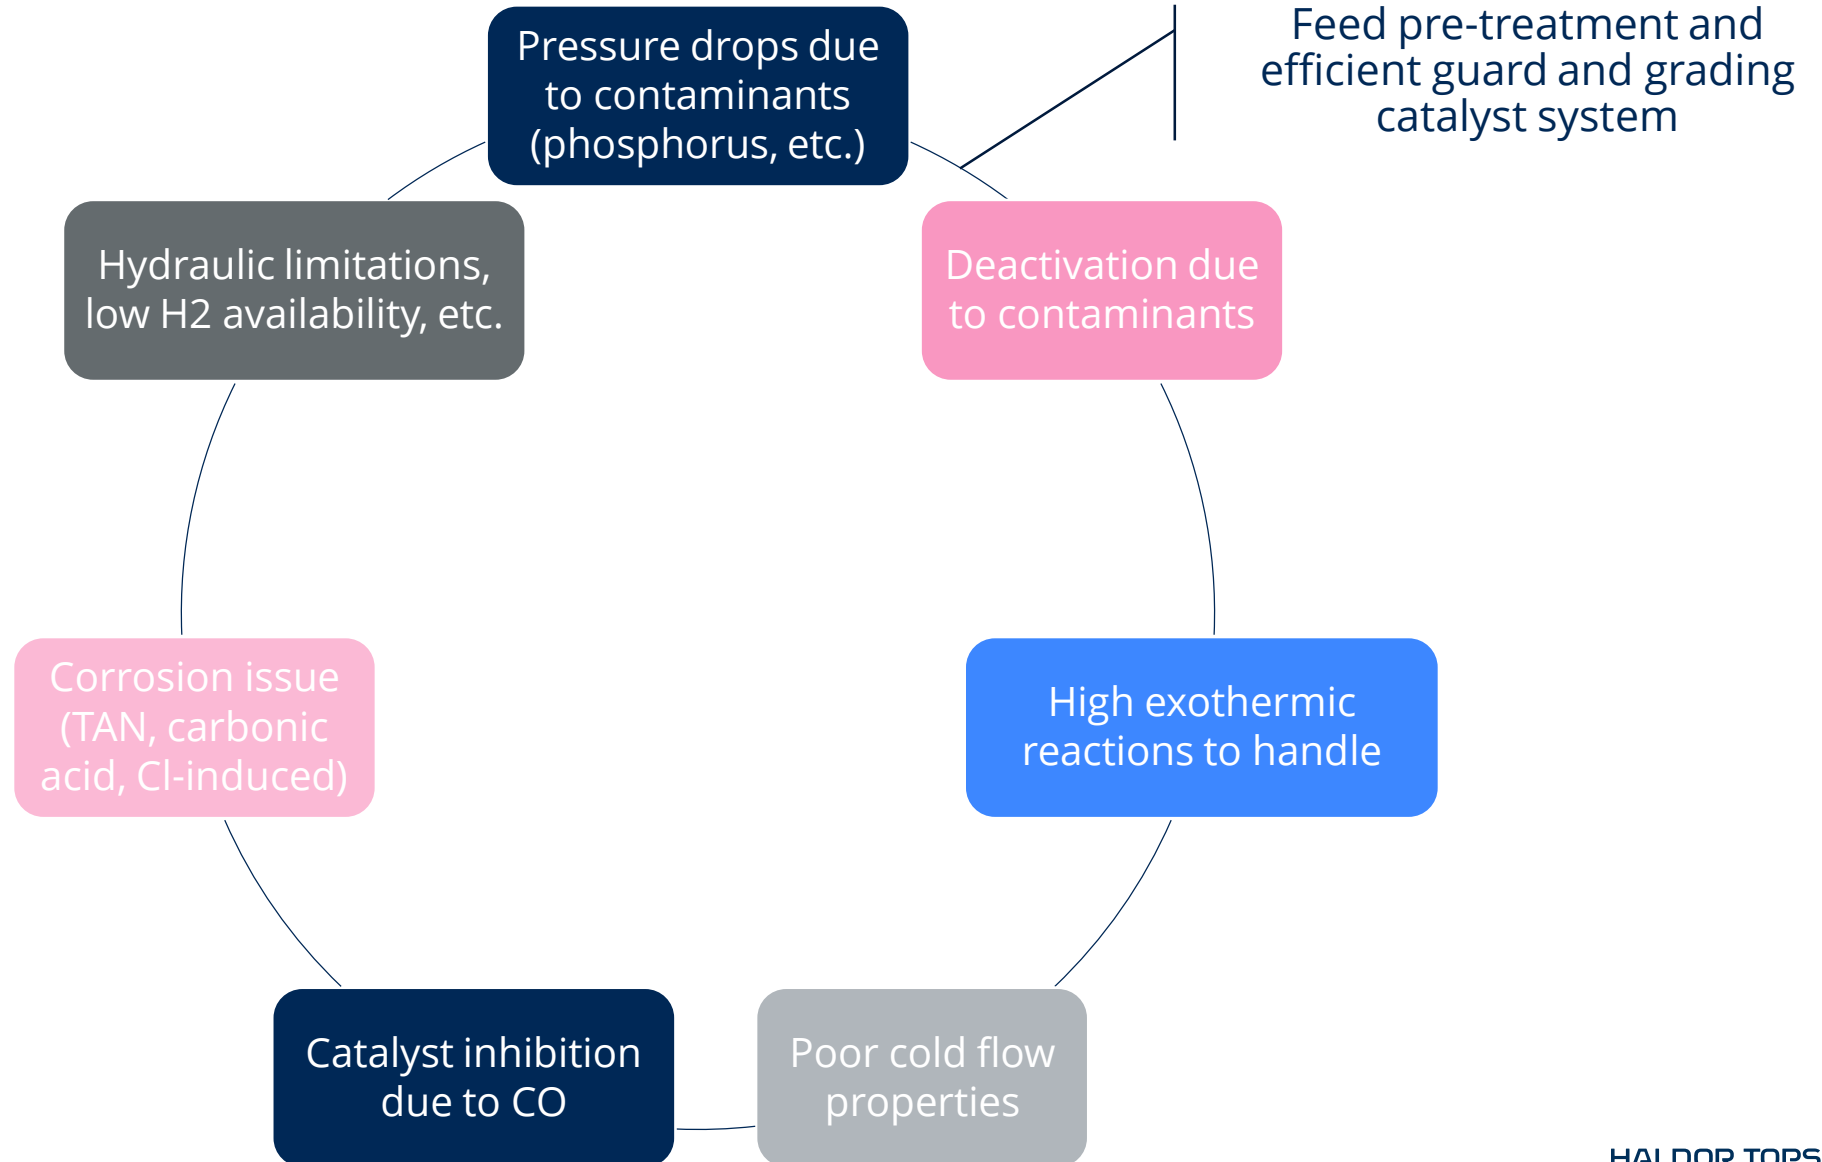 Pressure drops due
to contaminants
(phosphorus, etc.)
Feed pre-treatment and
efficient guard and grading
catalyst system
Hydraulic limitations,
low H2 availability, etc.
Deactivation due
to contaminants
Corrosion issue
(TAN, carbonic
acid, Cl-induced)
High exothermic
reactions to handle
Catalyst inhibition
due to CO
Poor cold flow
properties
HALDOR TOPS